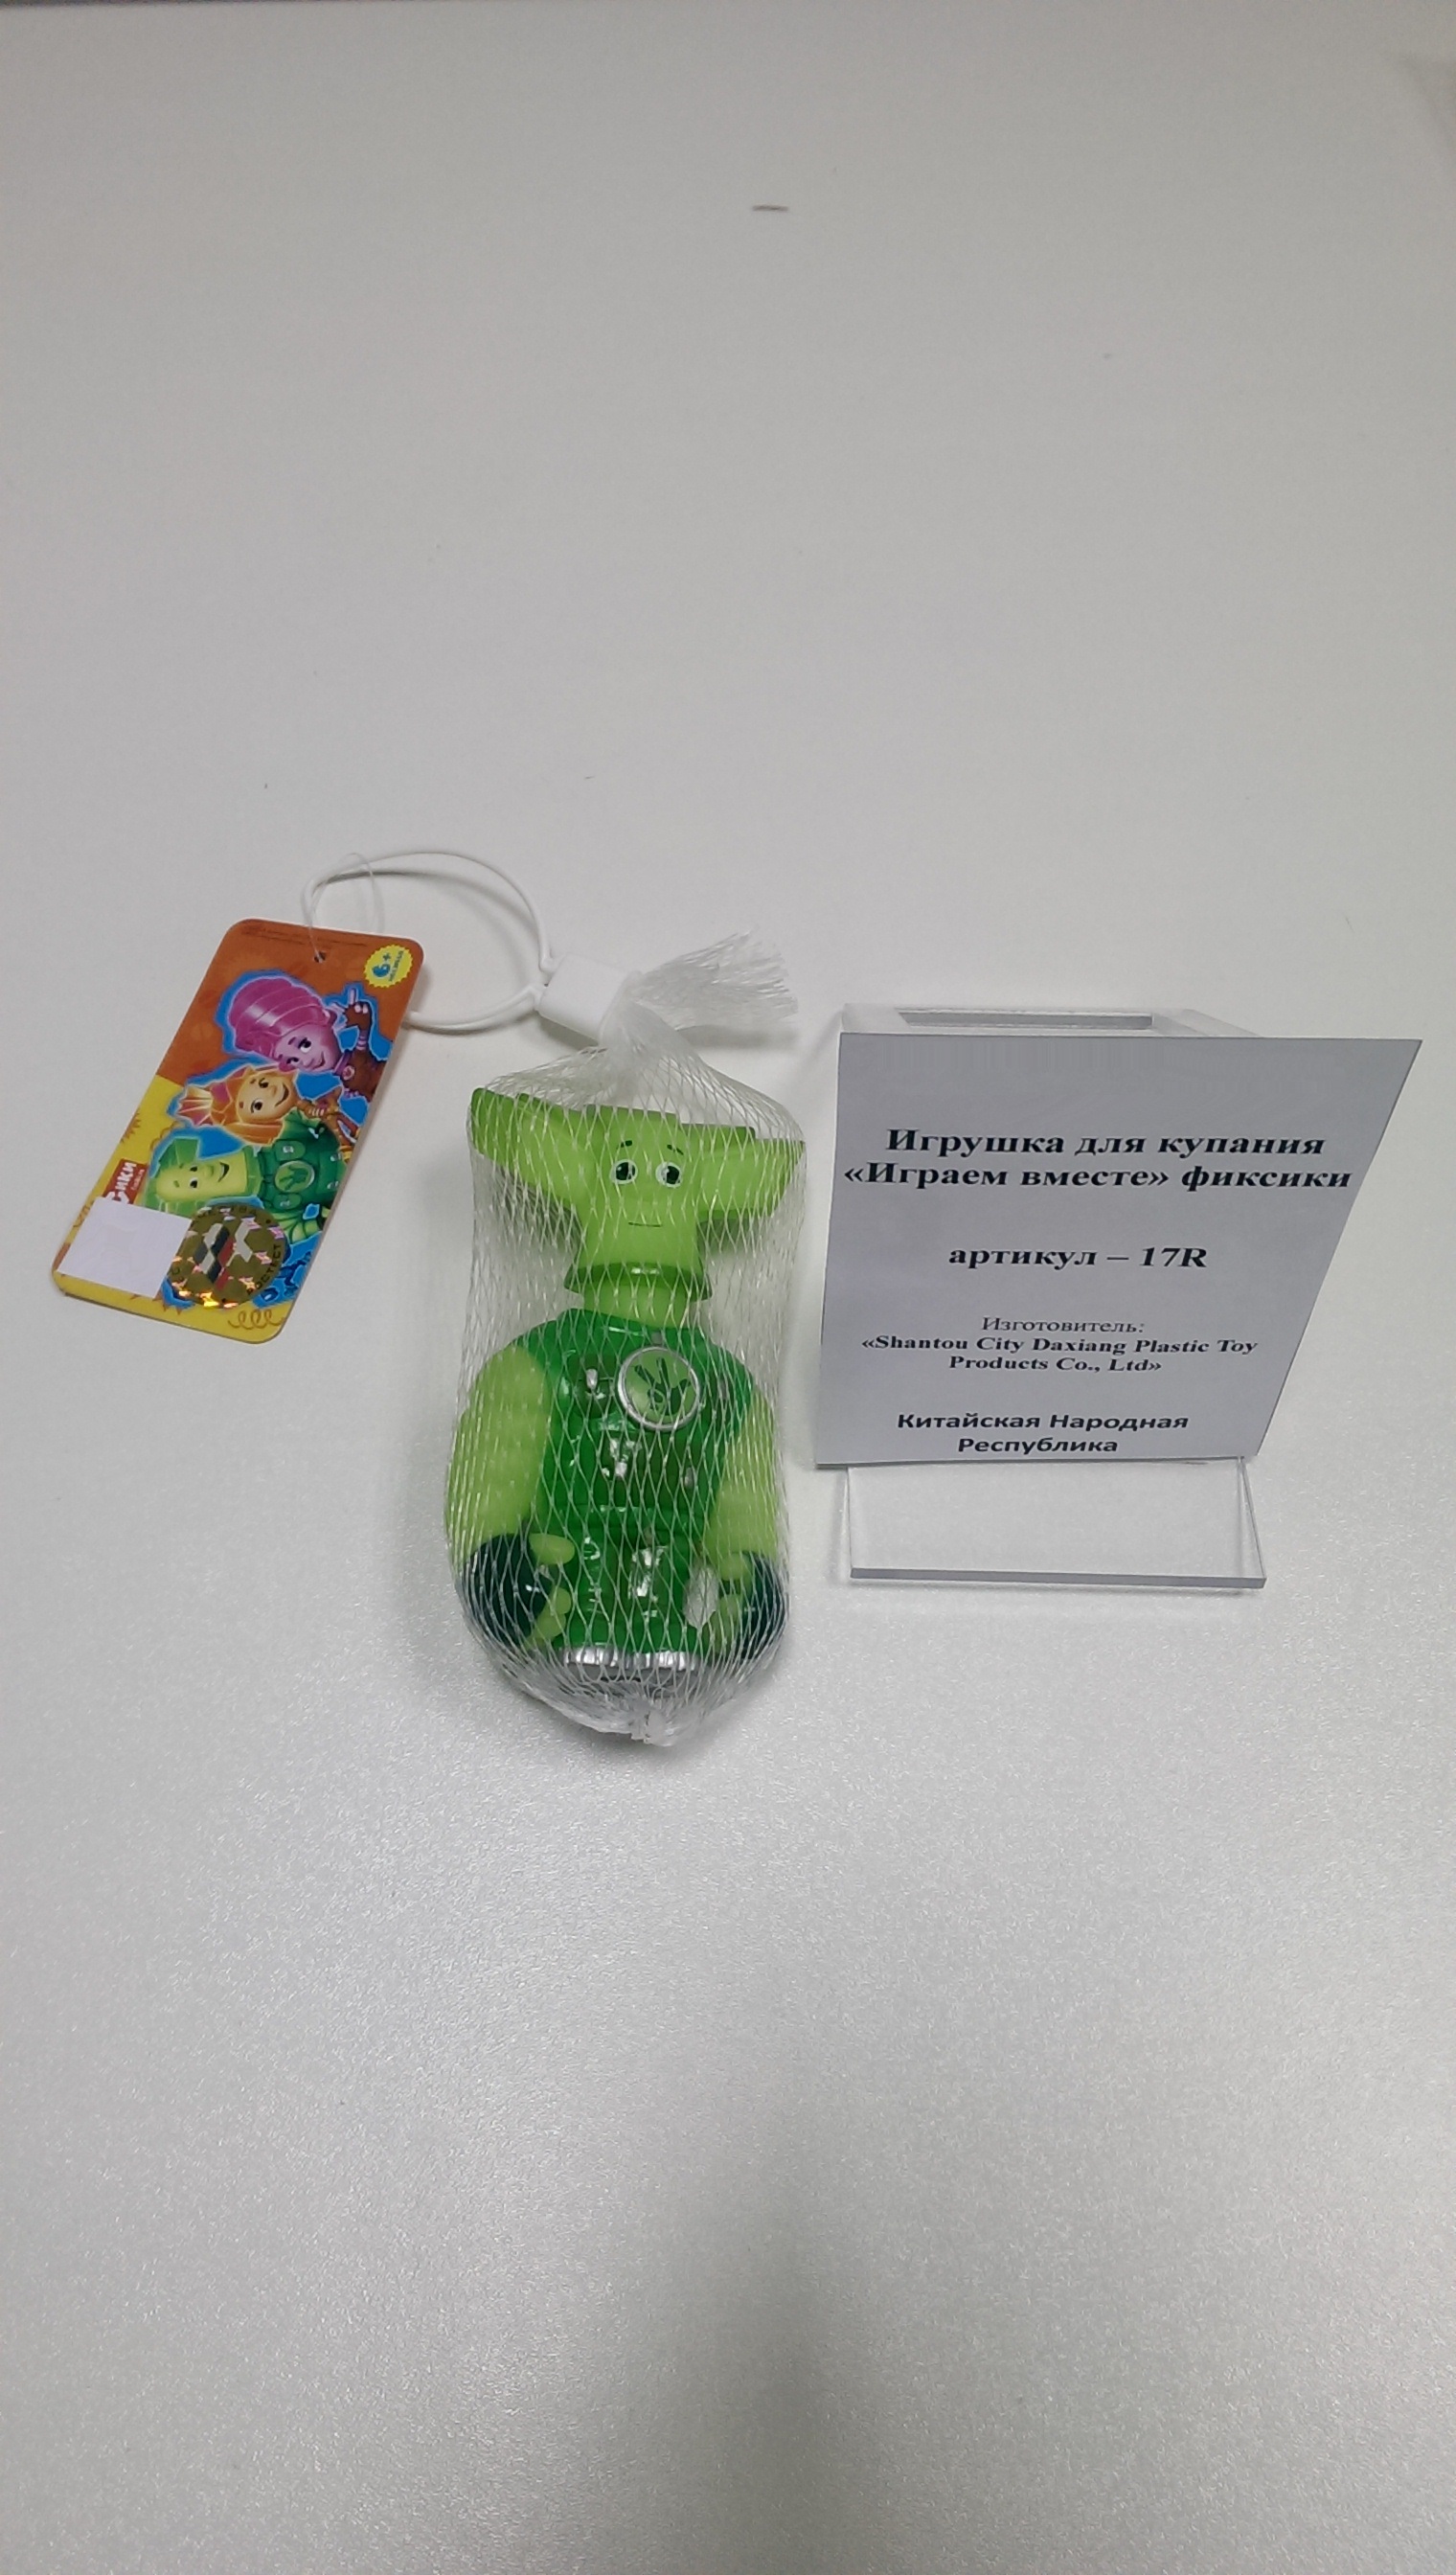 6+
Игрушка для купания
«Играем вместе» фиксики
артикул – 17R
Изготовитель:
«Shantou City Daxiang Plastic Toy
Products Co., Ltd»
Китайская Народная
Республика